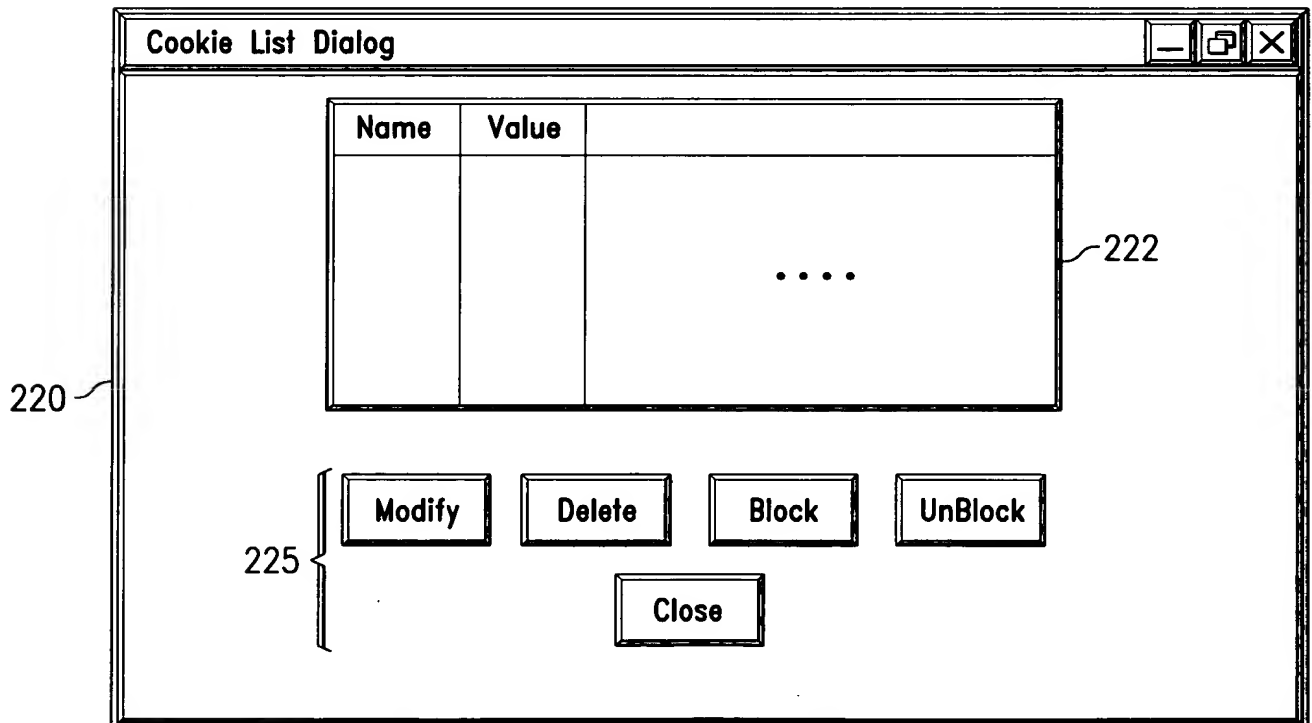 Cookie List Dialog
Name Value
....
222
220
Modify Delete Block UnBlock
225
Close